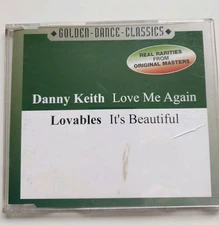 GOLDEN-DANCE-CLASSICS
REAL RARITIES
FROM
ORIGINAL MASTERS
Danny Keith Love Me Again
Lovables It's Beautiful